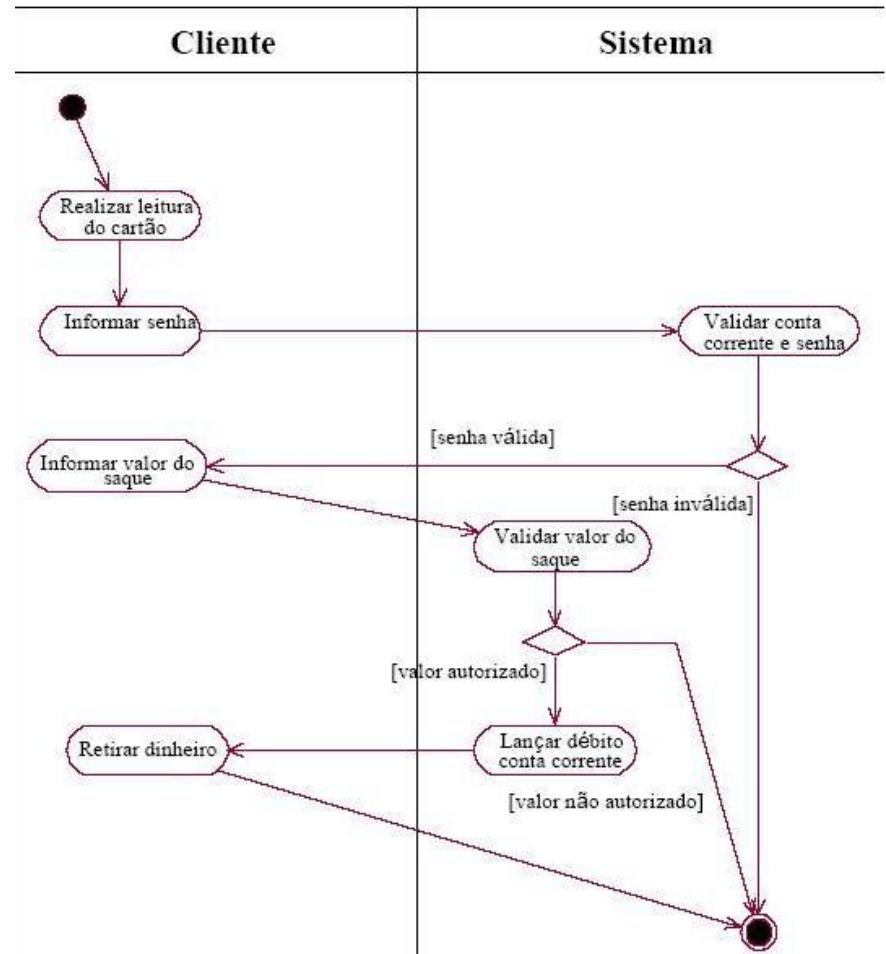 Cliente
Sistema
Realizar leitura
do cartão
Informar senha
Validar conta
corrente e senha
[senha válida]
Informar valor do
saque
[senha inválida]
Validar valor do
saque
[valor autorizado]
Retirar dinheiro
Lançar débito
conta corrente
[valor não autorizado]